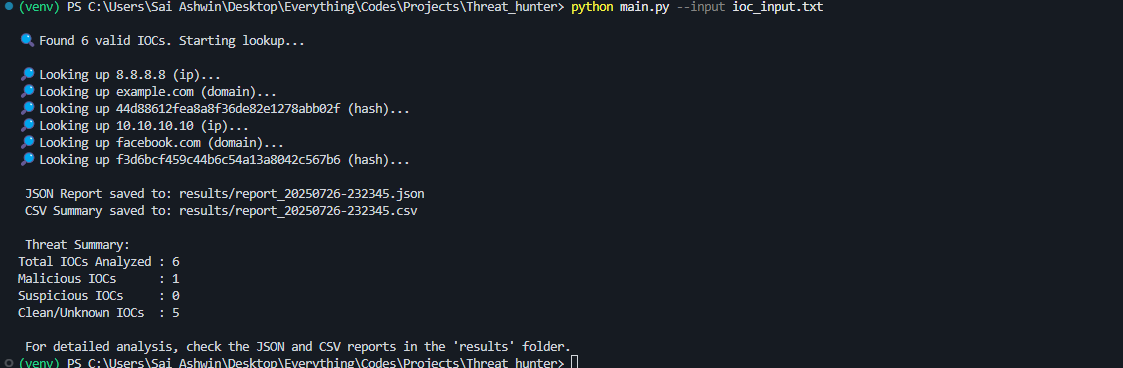 (venv) PS C:\Users\Sai Ashwin\Desktop\Everything\Codes\Projects\Threat_hunter> python main.py --input ioc_input.txt
🔍 Found 6 valid IOCs. Starting lookup...
🔎 Looking up 8.8.8.8 (ip)...
🔎 Looking up example.com (domain)...
🔎 Looking up 44d88612fea8a8f36de82e1278abb02f (hash)...
🔎 Looking up 10.10.10.10 (ip)...
🔎 Looking up facebook.com (domain)...
🔎 Looking up f3d6bcf459c44b6c54a13a8042c567b6 (hash)...
JSON Report saved to: results/report_20250726-232345.json
CSV Summary saved to: results/report_20250726-232345.csv
Threat Summary:
Total IOCs Analyzed : 6
Malicious IOCs      : 1
Suspicious IOCs     : 0
Clean/Unknown IOCs  : 5
For detailed analysis, check the JSON and CSV reports in the 'results' folder.
(venv) PS C:\Users\Sai Ashwin\Desktop\Everything\Codes\Projects\Threat_hunter>